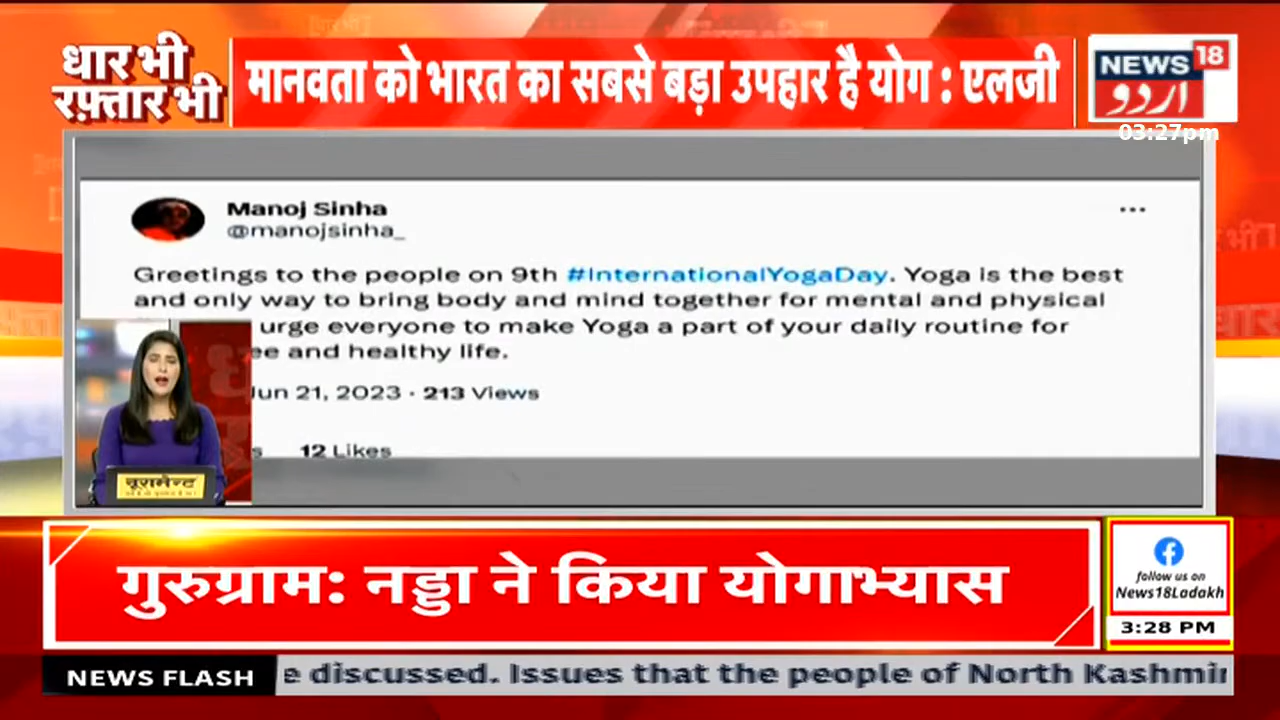 धार भी
रफ़्तार भी
मानवता को भारत का सबसे बड़ा उपहार है योग : एलजी
NEWS 18
اردو
03:27pm
Manoj Sinha
@manojsinha_
Greetings to the people on 9th #InternationalYogaDay. Yoga is the best
and only way to bring body and mind together for mental and physical
urge everyone to make Yoga a part of your daily routine for
ee and healthy life.
Jun 21, 2023 · 213 Views
s 12 Likes
गुरुग्राम: नड्डा ने किया योगाभ्यास
follow us on
News18Ladakh
3:28 PM
NEWS FLASH
e discussed. Issues that the people of North Kashmir